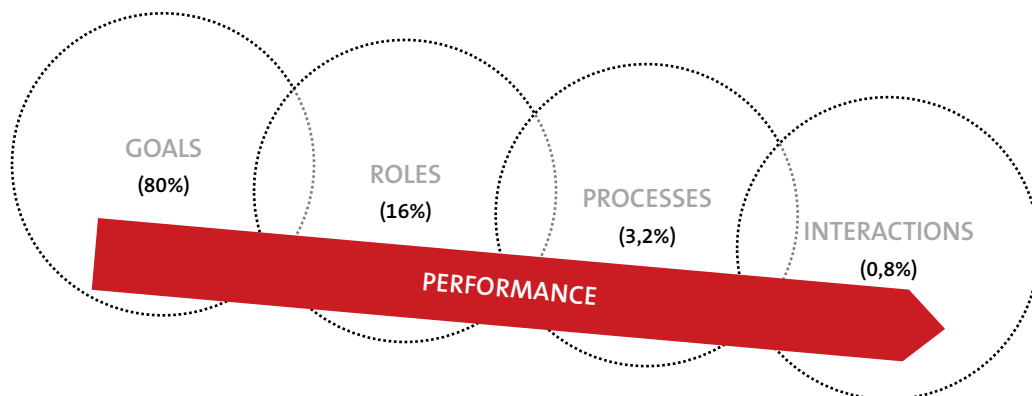 GOALS
(80%)
ROLES
(16%)
PROCESSES
(3,2%)
INTERACTIONS
(0,8%)
PERFORMANCE